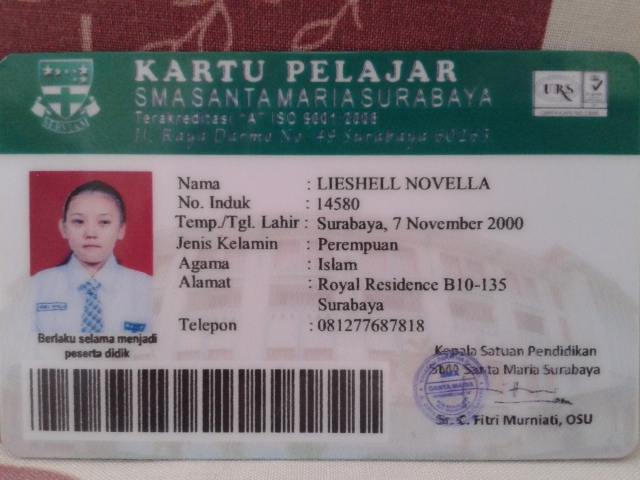 KARTU PELAJAR
SMA SANTA MARIA SURABAYA
Terakreditasi "A" ISO 9001:2008
Jl. Raya Darmo No. 49 Surabaya 60263
URS
Nama : LIESHELL NOVELLA
No. Induk : 14580
Temp./Tgl. Lahir : Surabaya, 7 November 2000
Jenis Kelamin : Perempuan
Agama : Islam
Alamat : Royal Residence B10-135
Surabaya
Telepon : 081277687818
Berlaku selama menjadi
peserta didik
Kepala Satuan Pendidikan
SMA Santa Maria Surabaya
SANTA MARIA
Sr. C. Fitri Murniati, OSU